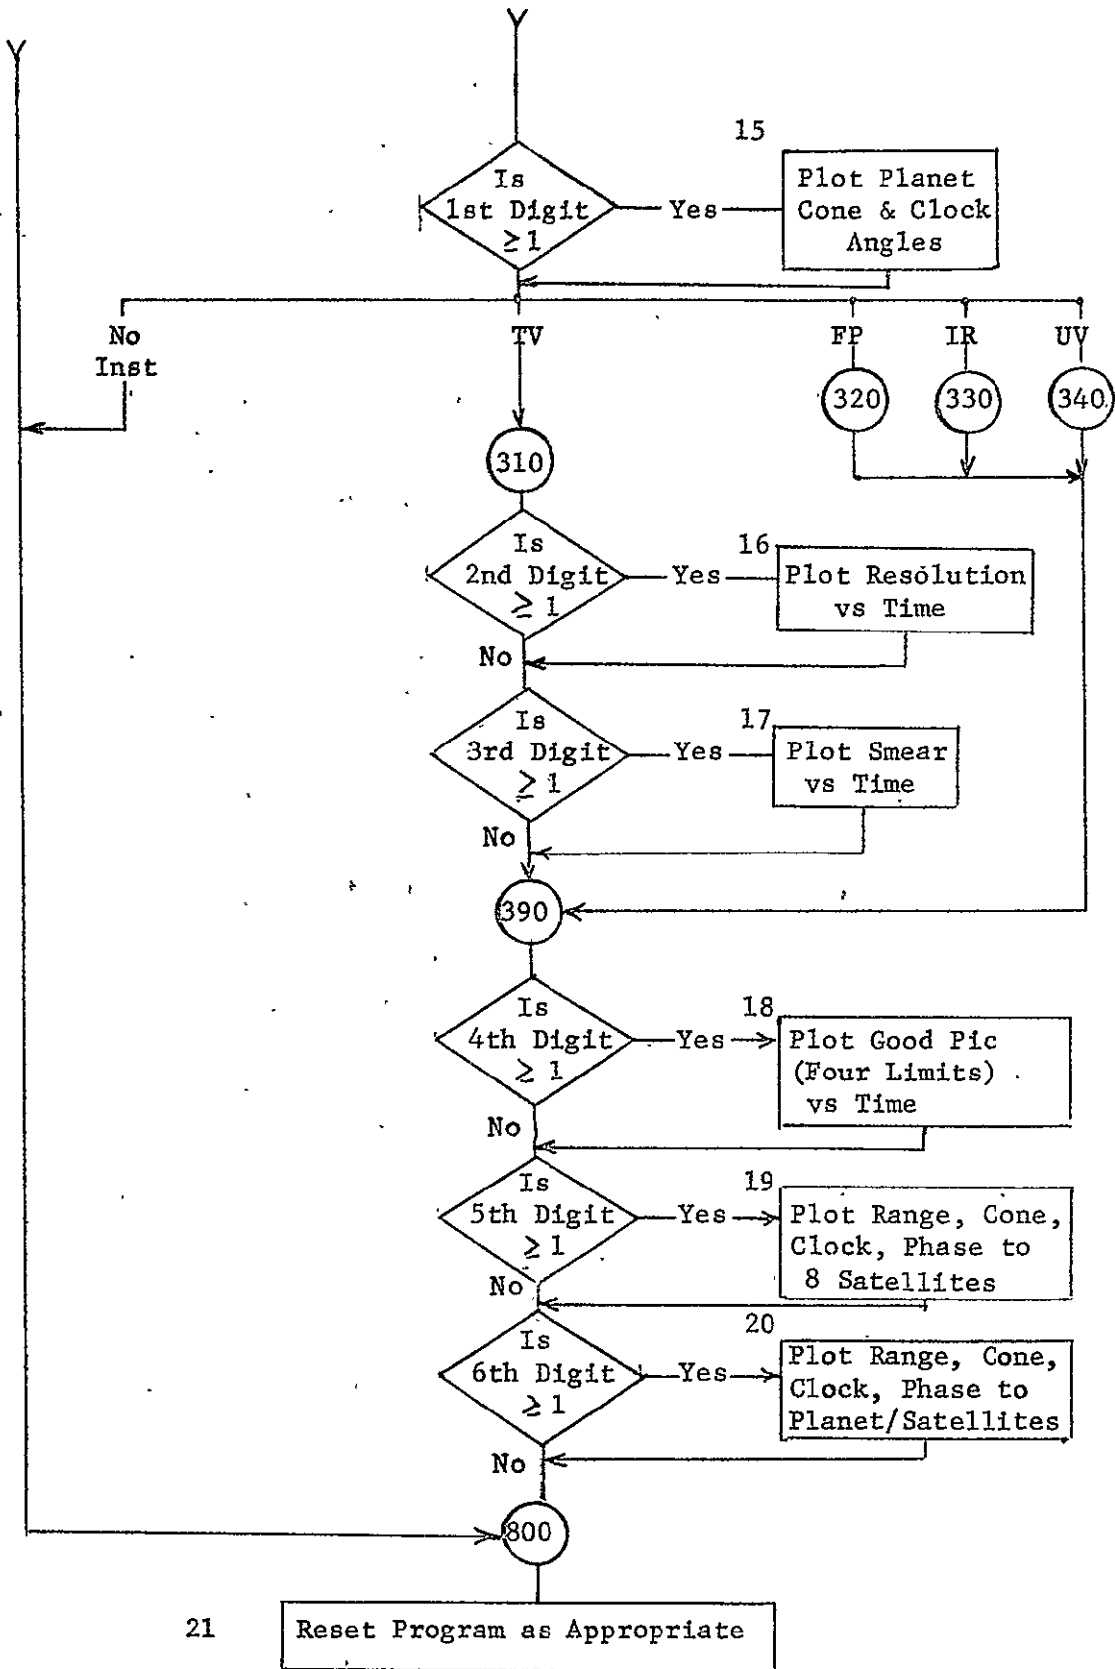 15
Is
1st Digit
≥ 1
Yes
Plot Planet
Cone & Clock
Angles
No
Inst
TV
FP
IR
UV
320
330
340
310
Is
2nd Digit
≥ 1
Yes
16
Plot Resolution
vs Time
No
Is
3rd Digit
≥ 1
Yes
17
Plot Smear
vs Time
No
390
Is
4th Digit
≥ 1
Yes
18
Plot Good Pic
(Four Limits)
vs Time
No
Is
5th Digit
≥ 1
Yes
19
Plot Range, Cone,
Clock, Phase to
8 Satellites
No
Is
6th Digit
≥ 1
Yes
20
Plot Range, Cone,
Clock, Phase to
Planet/Satellites
No
800
21
Reset Program as Appropriate